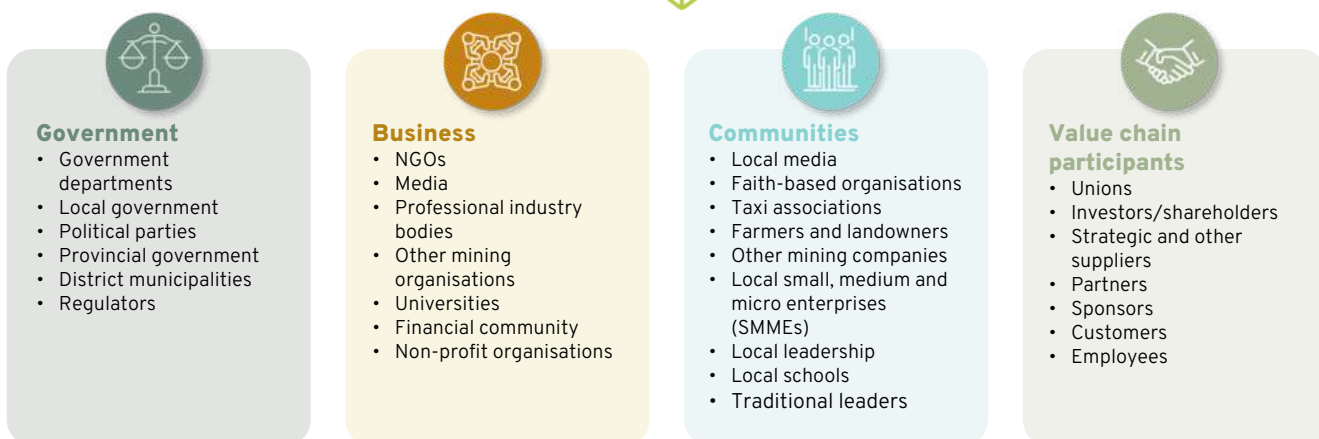 Government
• Government
departments
• Local government
• Political parties
• Provincial government
• District municipalities
• Regulators
Business
• NGOs
• Media
• Professional industry
bodies
• Other mining
organisations
• Universities
• Financial community
• Non-profit organisations
Communities
• Local media
• Faith-based organisations
• Taxi associations
• Farmers and landowners
• Other mining companies
• Local small, medium and
micro enterprises
(SMMEs)
• Local leadership
• Local schools
• Traditional leaders
Value chain
participants
• Unions
• Investors/shareholders
• Strategic and other
suppliers
• Partners
• Sponsors
• Customers
• Employees